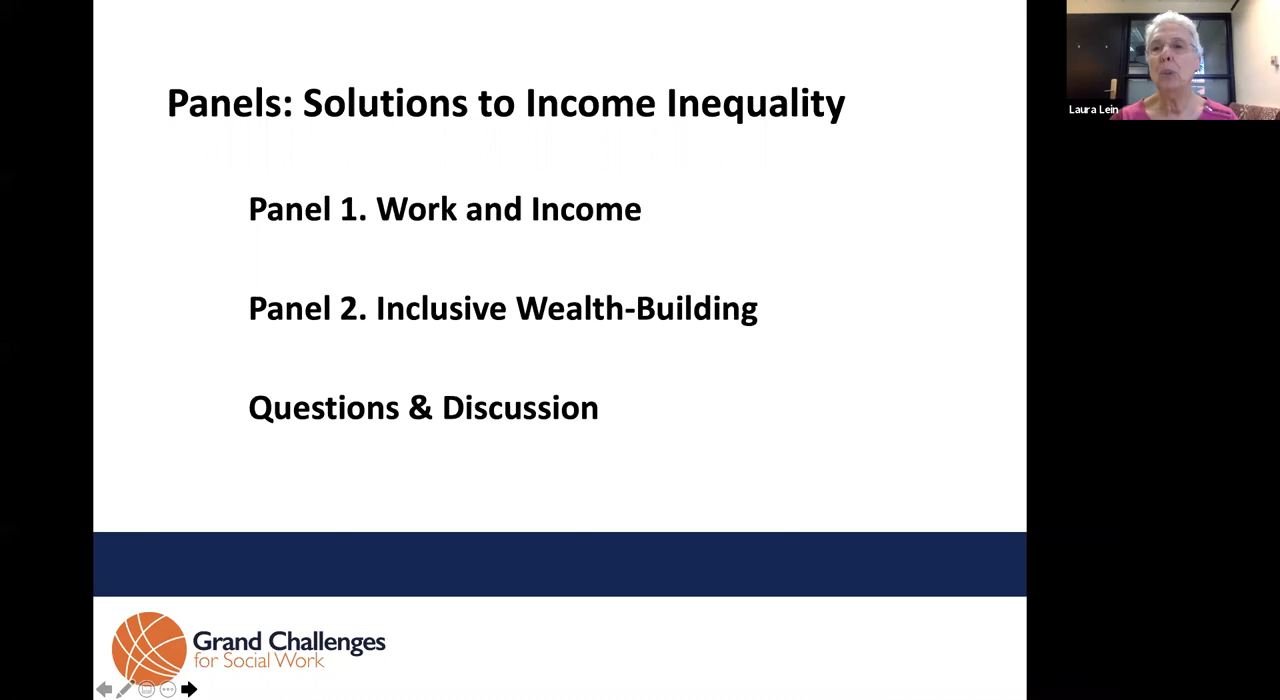 Panels: Solutions to Income Inequality
Panel 1. Work and Income
Panel 2. Inclusive Wealth-Building
Questions & Discussion
Grand Challenges
for Social Work
Laura Lein